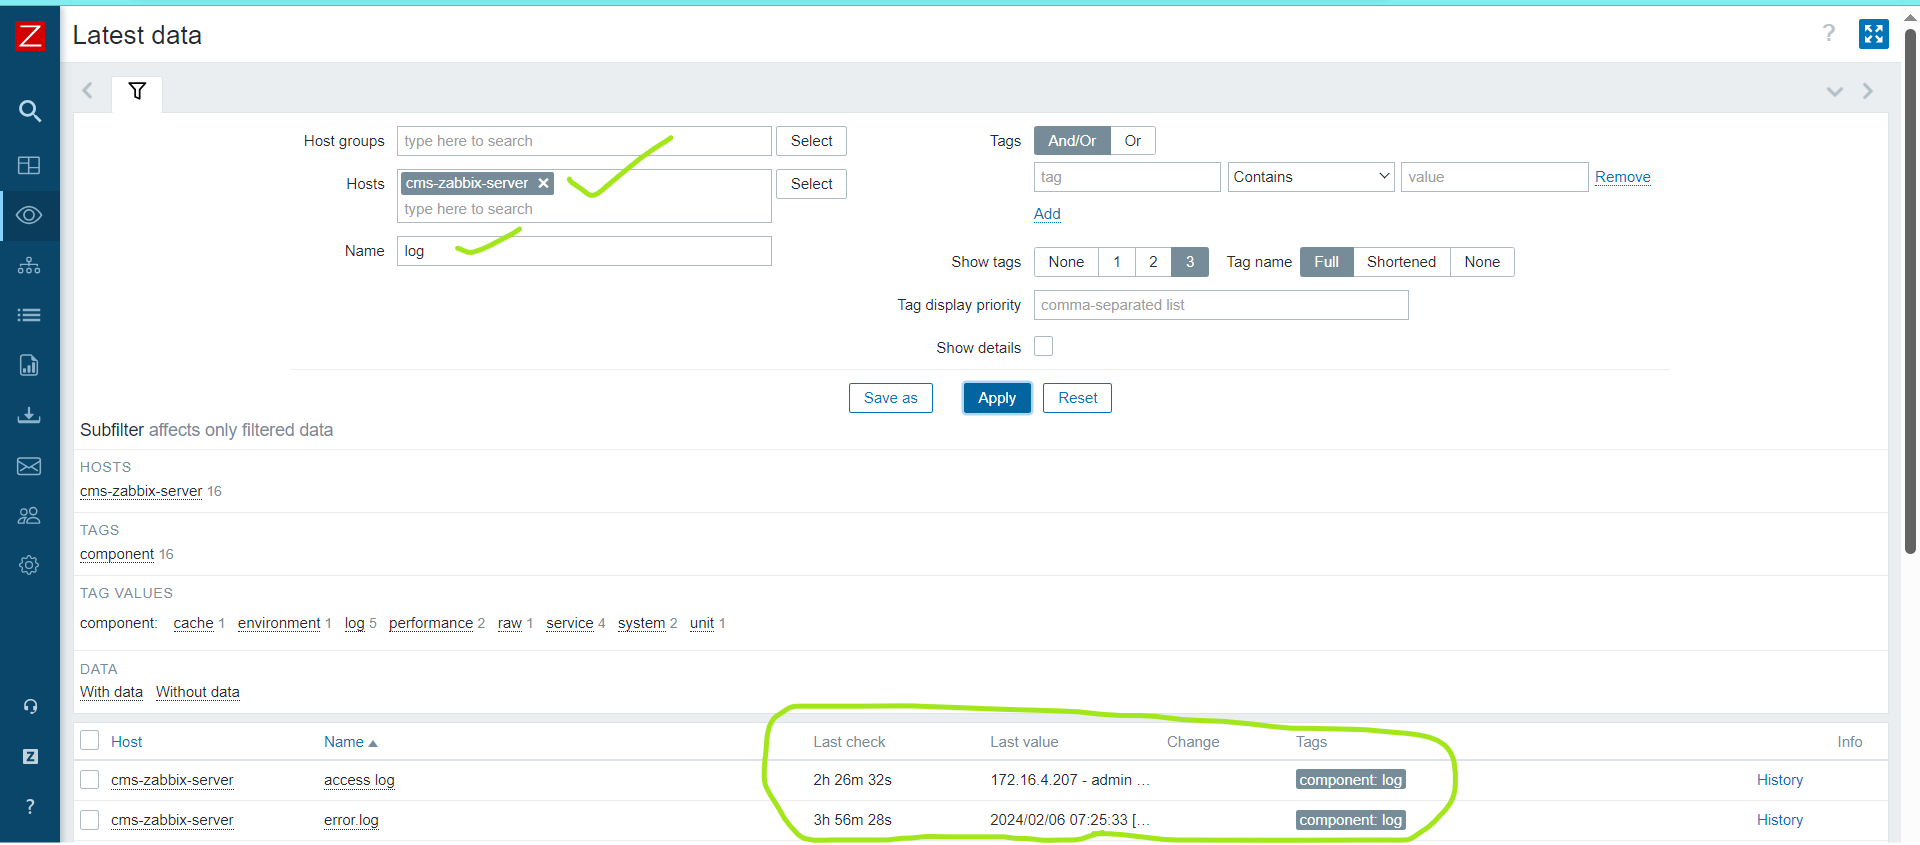 Z Latest data ?
Host groups type here to search Select Tags And/Or Or
Hosts cms-zabbix-server × Select tag Contains value Remove
type here to search Add
Name log
Show tags None 1 2 3 Tag name Full Shortened None
Tag display priority comma-separated list
Show details
Save as Apply Reset
Subfilter affects only filtered data
HOSTS
cms-zabbix-server 16
TAGS
component 16
TAG VALUES
component: cache 1 environment 1 log 5 performance 2 raw 1 service 4 system 2 unit 1
DATA
With data Without data
Host Name Last check Last value Change Tags Info
cms-zabbix-server access log 2h 26m 32s 172.16.4.207 - admin ... component: log History
cms-zabbix-server error.log 3h 56m 28s 2024/02/06 07:25:33 [... component: log History
Z
?